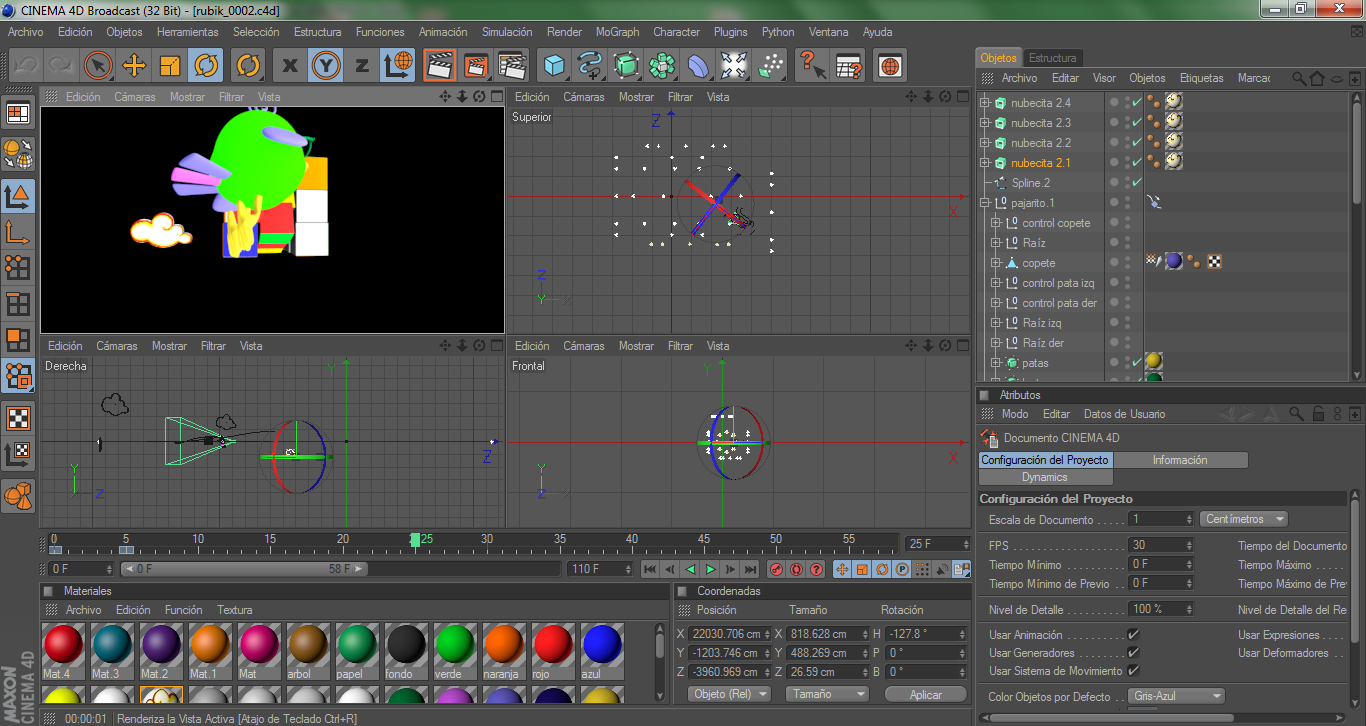 CINEMA 4D Broadcast (32 Bit) - [rubik_0002.c4d]
Archivo Edición Objetos Herramientas Selección Estructura Funciones Animación Simulación Render MoGraph Character Plugins Python Ventana Ayuda
X Y Z
Objetos Estructura
Archivo Editar Visor Objetos Etiquetas Marcac
Edición Cámaras Mostrar Filtrar Vista
Edición Cámaras Mostrar Filtrar Vista
Superior
Z
X
Z
Y
nubecita 2.4
nubecita 2.3
nubecita 2.2
nubecita 2.1
Spline.2
pajarito.1
control copete
Raíz
copete
control pata izq
control pata der
Raíz izq
Raíz der
patas
Edición Cámaras Mostrar Filtrar Vista
Derecha
Y
Z
Y
Z
Edición Cámaras Mostrar Filtrar Vista
Frontal
Y
X
Y
Atributos
Modo Editar Datos de Usuario
Documento CINEMA 4D
Configuración del Proyecto Información
Dynamics
Configuración del Proyecto
Escala de Documento . . . . . 1 Centímetros
FPS 30 Tiempo del Documento
Tiempo Mínimo 0 F Tiempo Máximo
Tiempo Mínimo de Previo 0 F Tiempo Máximo de Prev
Nivel de Detalle 100 % Nivel de Detalle del Re
Usar Animación Usar Expresiones
Usar Generadores Usar Deformadores
Usar Sistema de Movimiento
Color Objetos por Defecto Gris-Azul
0 5 10 15 20 25 30 35 40 45 50 55 25 F
0 F 0 F 58 F 110 F
Materiales
Archivo Edición Función Textura
Mat.4 Mat.3 Mat.2 Mat.1 Mat arbol papel fondo verde naranja rojo azul
Coordenadas
Posición Tamaño Rotación
X 22030.706 cm X 818.628 cm H -127.8 °
Y -1203.746 cm Y 488.269 cm P 0 °
Z -3960.969 cm Z 26.59 cm B 0 °
Objeto (Rel) Tamaño Aplicar
MAXON
CINEMA 4D
00:00:01 Renderiza la Vista Activa [Atajo de Teclado Ctrl+R]